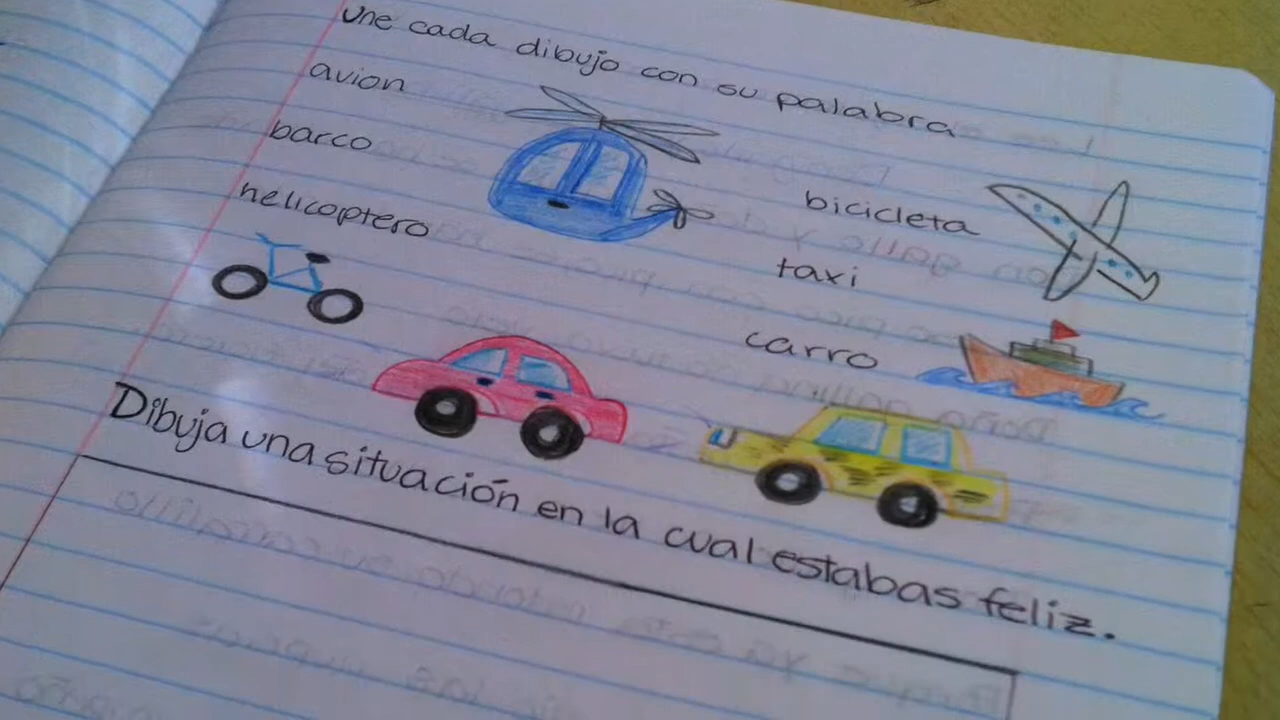 une cada dibujo con su palabra
avion
barco
helicoptero
bicicleta
taxi
carro
Dibuja una situación en la cual estabas feliz.